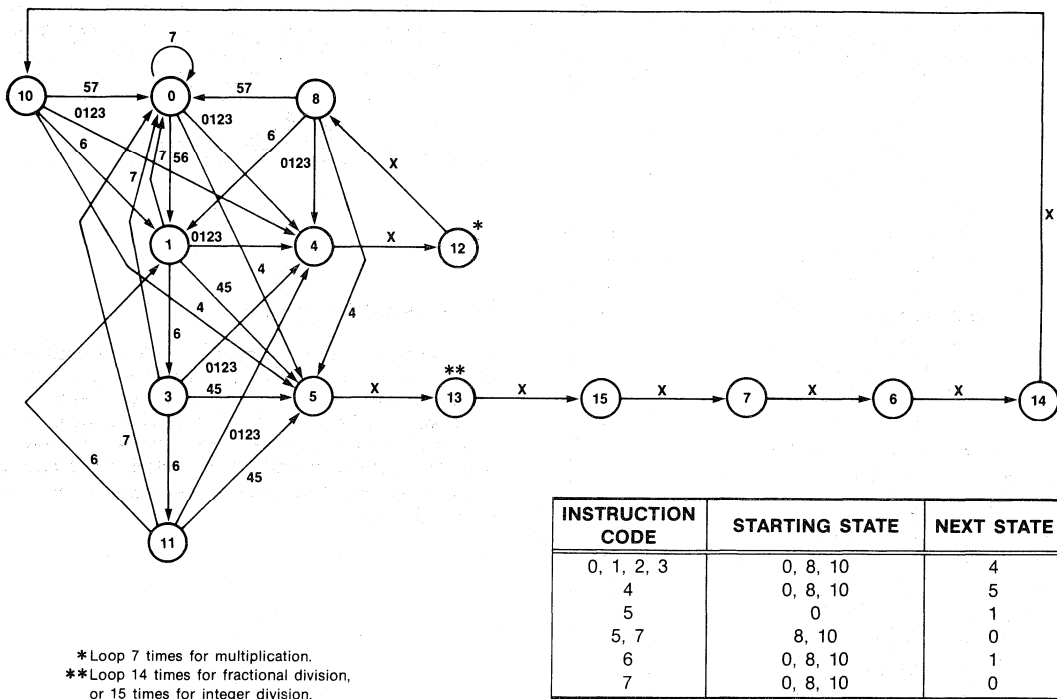 7
10
57
0
57
8
0123
0123
6
7
56
6
0123
X
7
X
1
0123
4
X
12
*
4
45
4
4
6
0123
**
3
45
5
X
13
X
15
X
7
X
6
X
14
0123
7
6
6
45
11
INSTRUCTION CODE
STARTING STATE
NEXT STATE
0, 1, 2, 3
0, 8, 10
4
4
0, 8, 10
5
5
0
1
5, 7
8, 10
0
6
0, 8, 10
1
7
0, 8, 10
0
*Loop 7 times for multiplication.
**Loop 14 times for fractional division,
or 15 times for integer division.